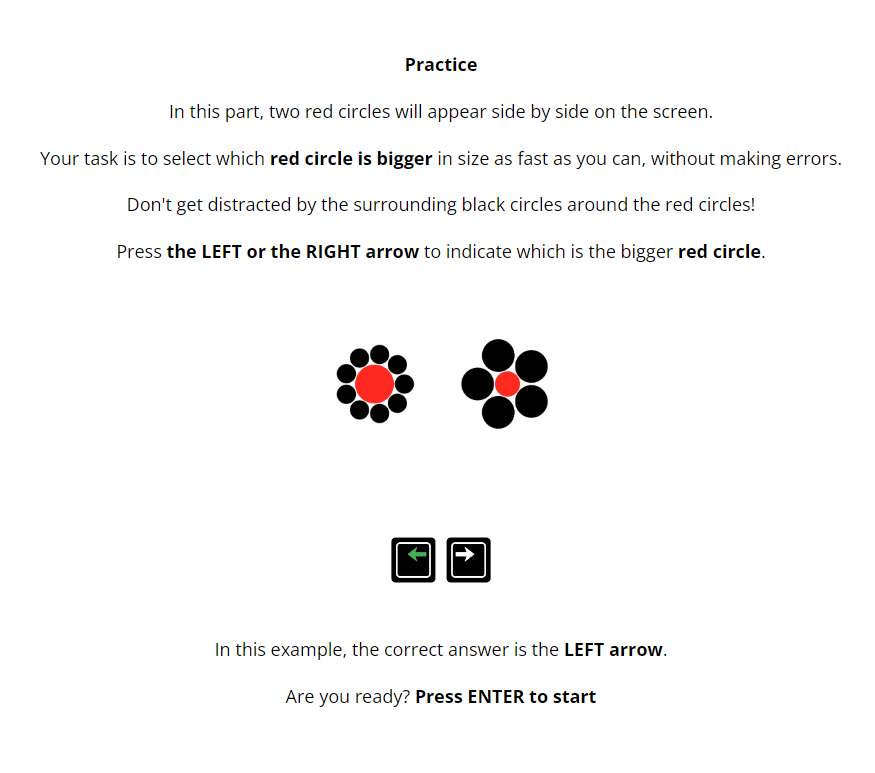 Practice
In this part, two red circles will appear side by side on the screen.
Your task is to select which red circle is bigger in size as fast as you can, without making errors.
Don't get distracted by the surrounding black circles around the red circles!
Press the LEFT or the RIGHT arrow to indicate which is the bigger red circle.
In this example, the correct answer is the LEFT arrow.
Are you ready? Press ENTER to start